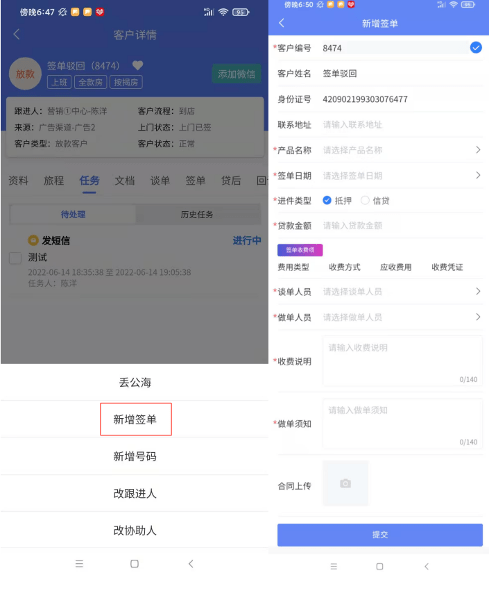 傍晚6:47
客户详情
放款
签单驳回（8474）
上班
全款房
按揭房
添加微信
跟进人：营销①中心-陈洋
客户流程：到店
来源：广告渠道-广告2
上门状态：上门已签
客户类型：放款客户
客户状态：正常
资料 旅程 任务 文档 谈单 签单 贷后 回
待处理
历史任务
发短信
进行中
测试
2022-06-14 18:35:38 至 2022-06-14 19:05:38
任务人：陈洋
丢公海
新增签单
新增号码
改跟进人
改协助人
傍晚6:50
新增签单
*客户编号 8474
客户姓名 签单驳回
身份证号 420902199303076477
联系地址 请输入联系地址
*产品名称 请选择产品名称
*签单日期 请选择签单日期
*进件类型 抵押 信贷
*贷款金额 请输入贷款金额
签单收费项
费用类型 收费方式 应收费用 收费凭证
*谈单人员 请选择谈单人员
*做单人员 请选择做单人员
*收费说明 请输入收费说明
0/140
*做单须知 请输入做单须知
0/140
合同上传
提交